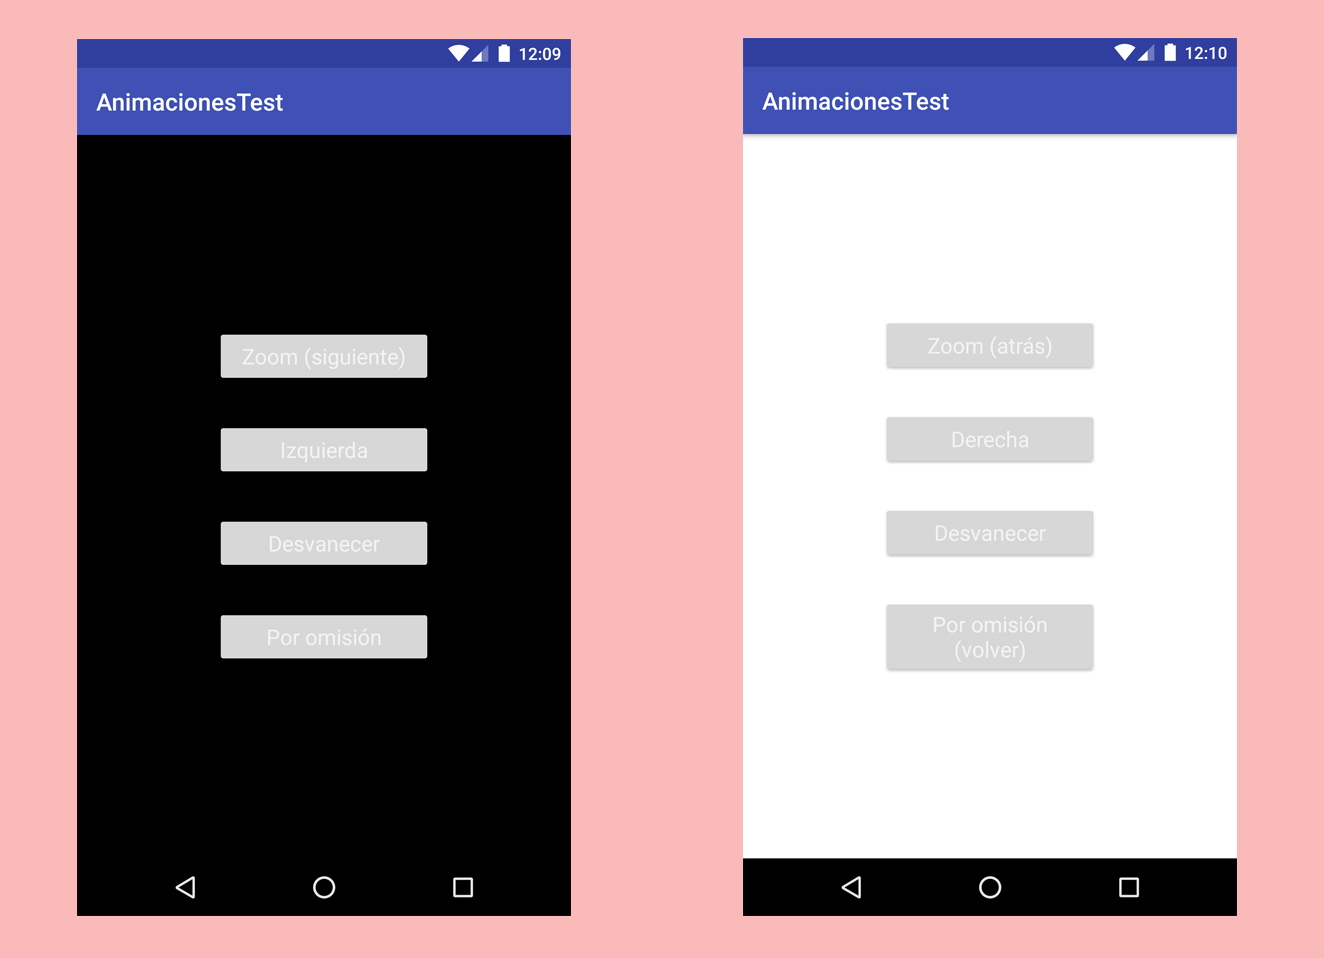 12:09
AnimacionesTest
Zoom (siguiente)
Izquierda
Desvanecer
Por omisión
12:10
AnimacionesTest
Zoom (atrás)
Derecha
Desvanecer
Por omisión
(volver)